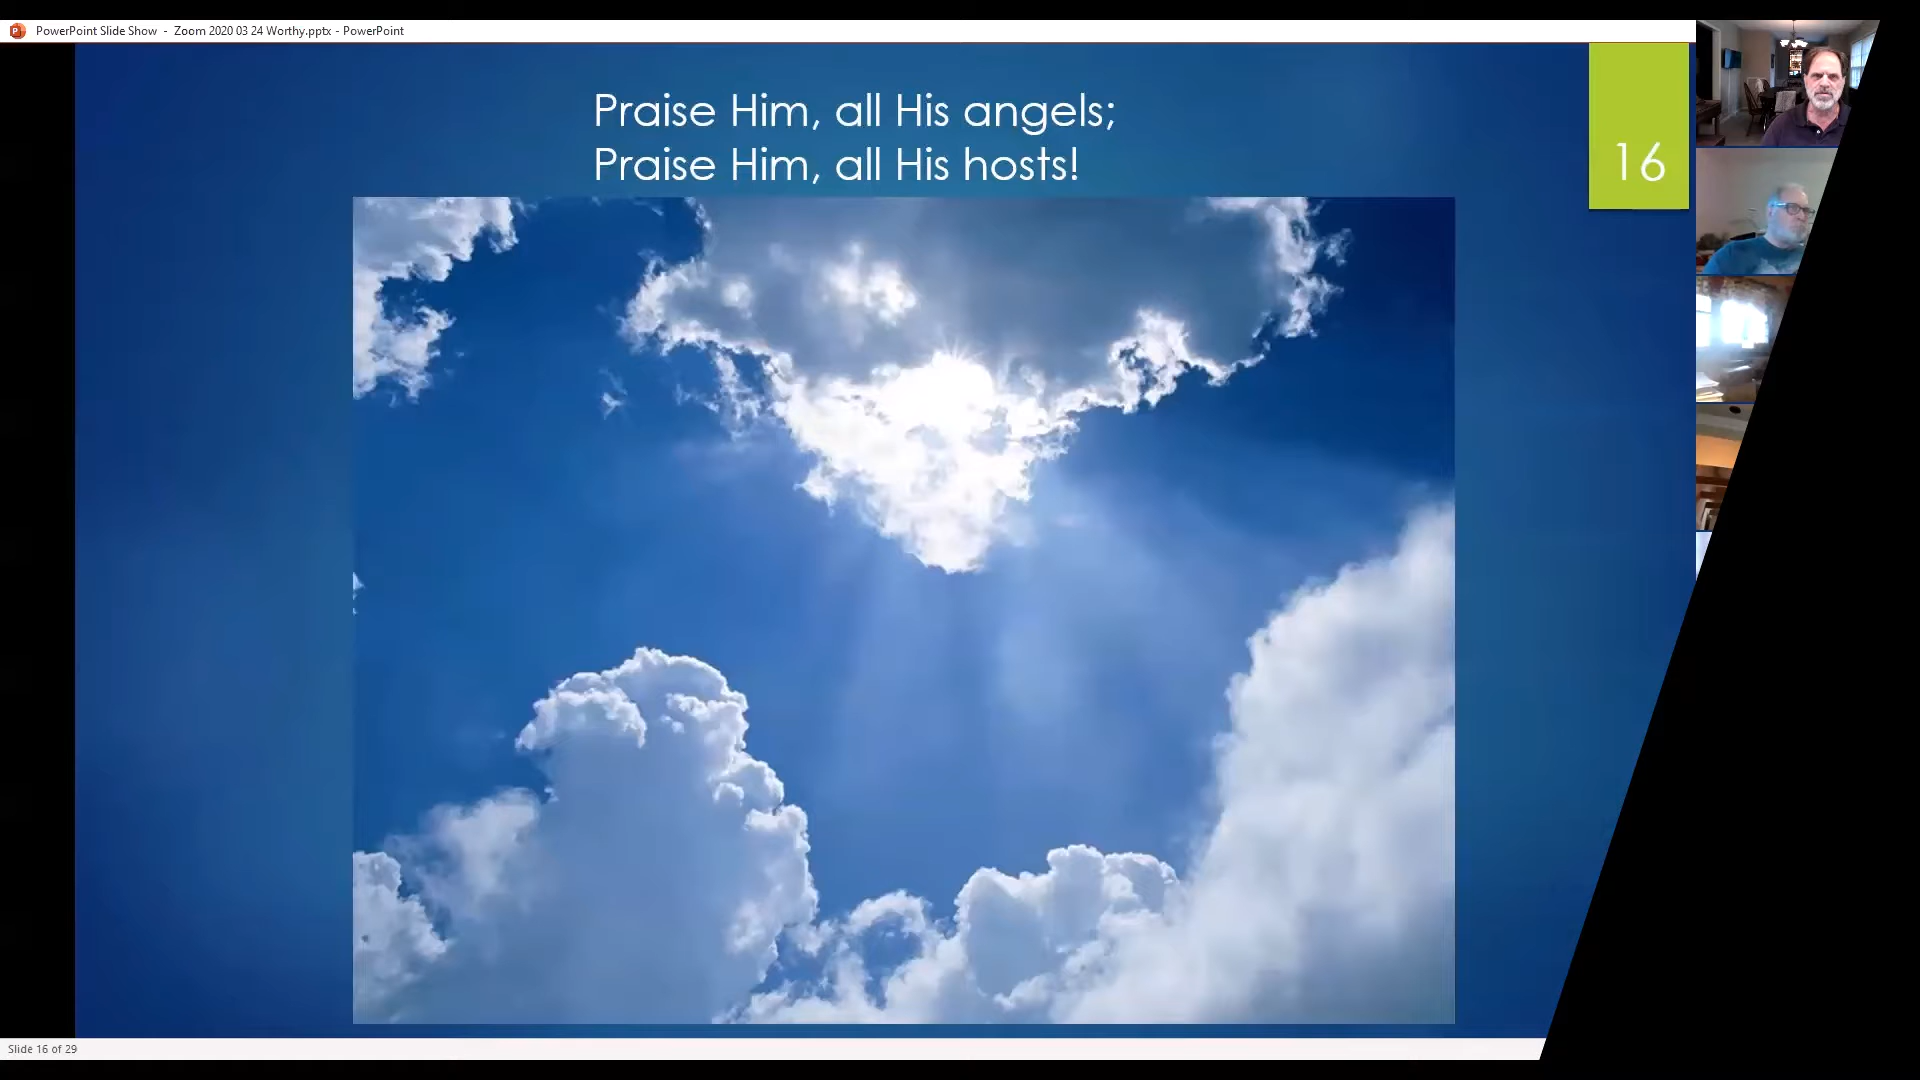 PowerPoint Slide Show - Zoom 2020 03 24 Worthy.pptx - PowerPoint
Praise Him, all His angels;
Praise Him, all His hosts!
16
Slide 16 of 29